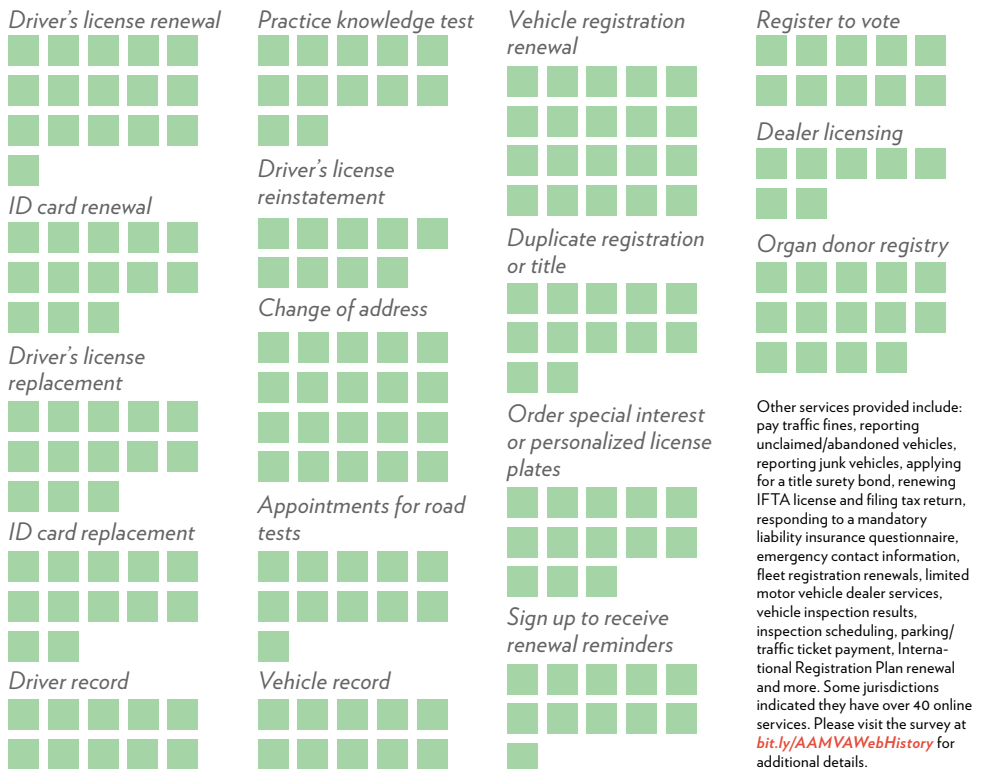 Driver's license renewal
ID card renewal
Driver's license
replacement
ID card replacement
Driver record
Practice knowledge test
Driver's license
reinstatement
Change of address
Appointments for road
tests
Vehicle record
Vehicle registration
renewal
Duplicate registration
or title
Order special interest
or personalized license
plates
Sign up to receive
renewal reminders
Register to vote
Dealer licensing
Organ donor registry
Other services provided include:
pay traffic fines, reporting
unclaimed/abandoned vehicles,
reporting junk vehicles, applying
for a title surety bond, renewing
IFTA license and filing tax return,
responding to a mandatory
liability insurance questionnaire,
emergency contact information,
fleet registration renewals, limited
motor vehicle dealer services,
vehicle inspection results,
inspection scheduling, parking/
traffic ticket payment, Interna-
tional Registration Plan renewal
and more. Some jurisdictions
indicated they have over 40 online
services. Please visit the survey at
bit.ly/AAMVAWebHistory for
additional details.